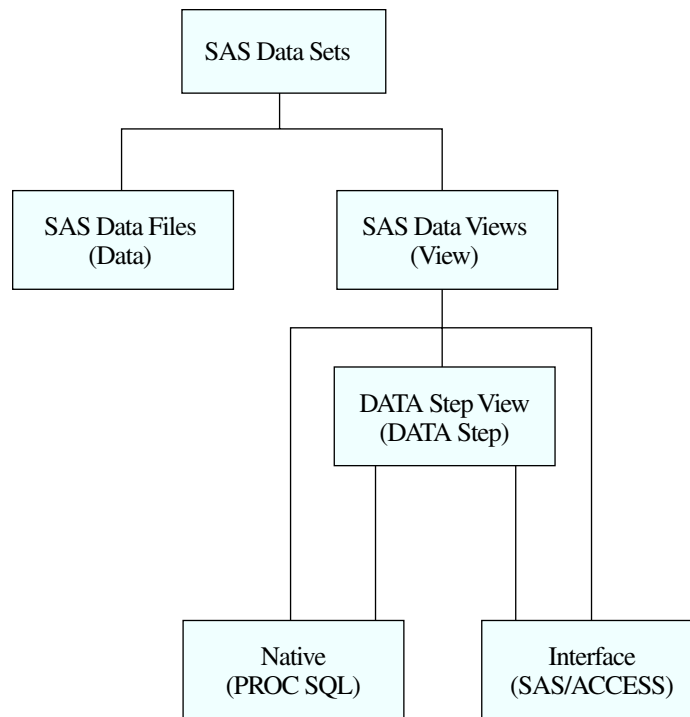 SAS Data Sets
SAS Data Files
(Data)
SAS Data Views
(View)
DATA Step View
(DATA Step)
Native
(PROC SQL)
Interface
(SAS/ACCESS)